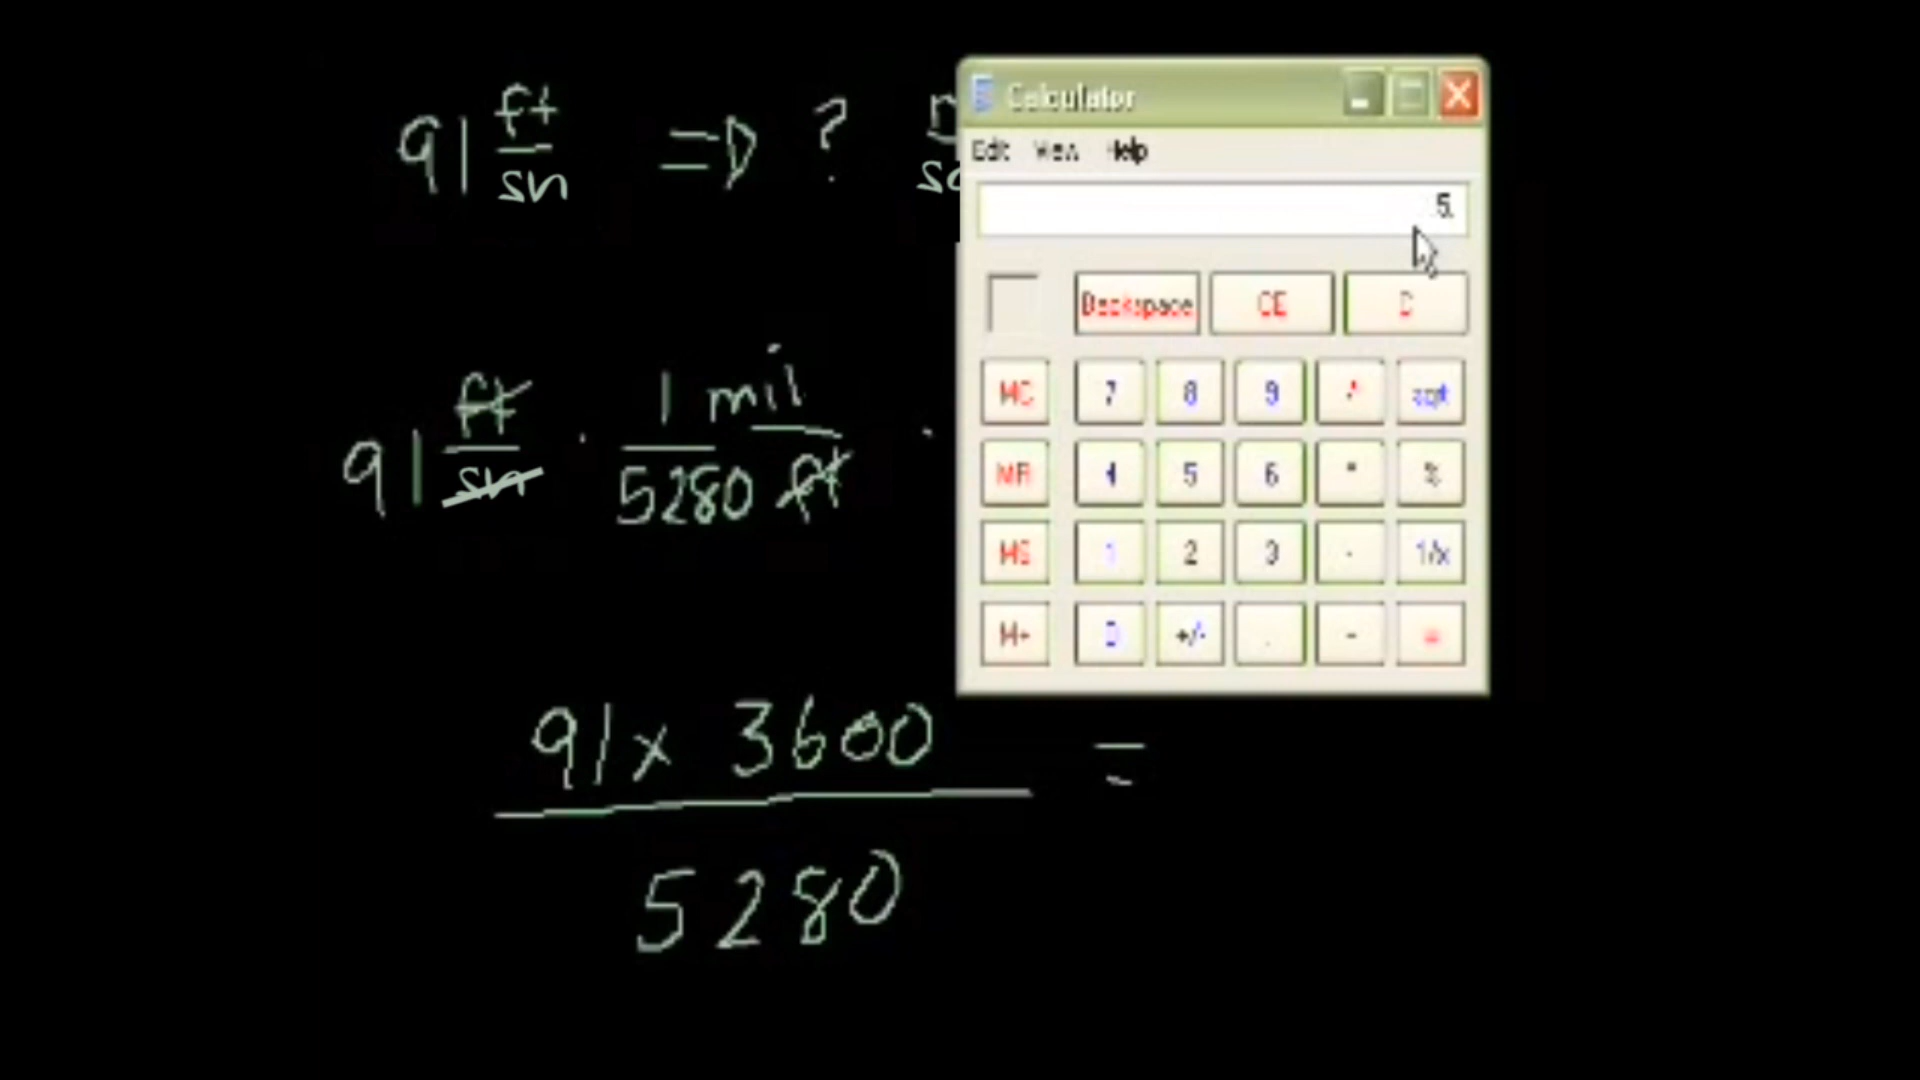 91 ft/sn => ?
Calculator
Edit View Help
5.
Backspace CE C
MC 7 8 9 sqrt
MR 4 5 6 * %
MS 1 2 3 - 1/x
M+ 0 +/- .
91 ft/sn · 1 mil/5280 ft ·
91 x 3600 =
5280